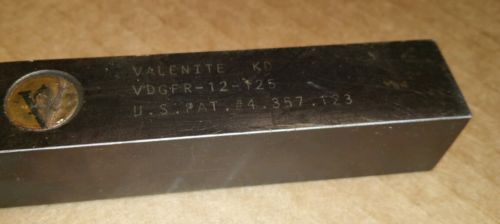 VALENITE KD
VDGFR-12-125
U.S.PAT.#4.357.123
V